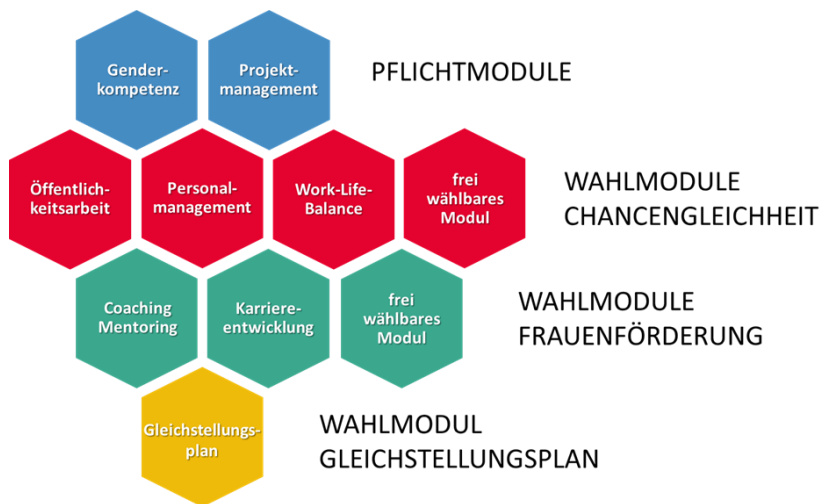 Gender-
kompetenz
Projekt-
management
PFLICHTMODULE
Öffentlich-
keitsarbeit
Personal-
management
Work-Life-
Balance
frei
wählbares
Modul
WAHLMODULE
CHANCENGLEICHHEIT
Coaching
Mentoring
Karriere-
entwicklung
frei
wählbares
Modul
WAHLMODULE
FRAUENFÖRDERUNG
Gleichstellungs-
plan
WAHLMODUL
GLEICHSTELLUNGSPLAN